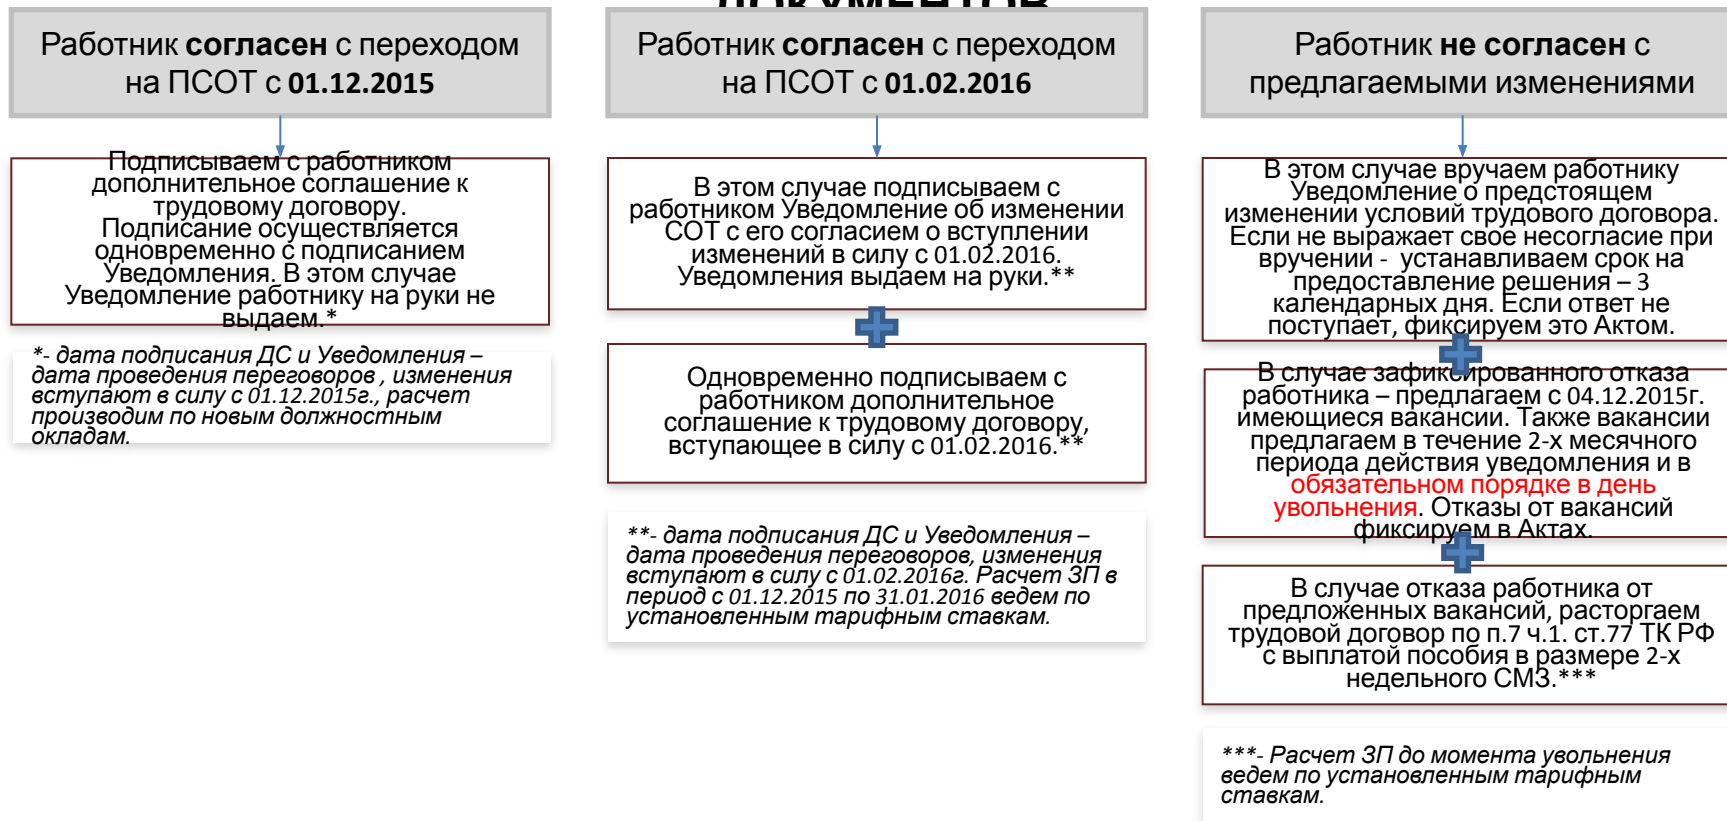 ДОКУМЕНТОВ
Работник согласен с переходом
на ПСОТ с 01.12.2015
Подписываем с работником
дополнительное соглашение к
трудовому договору.
Подписание осуществляется
одновременно с подписанием
Уведомления. В этом случае
Уведомление работнику на руки не
выдаем.*
*- дата подписания ДС и Уведомления –
дата проведения переговоров , изменения
вступают в силу с 01.12.2015г., расчет
производим по новым должностным
окладам.
Работник согласен с переходом
на ПСОТ с 01.02.2016
В этом случае подписываем с
работником Уведомление об изменении
СОТ с его согласием о вступлении
изменений в силу с 01.02.2016.
Уведомления выдаем на руки.**
Одновременно подписываем с
работником дополнительное
соглашение к трудовому договору,
вступающее в силу с 01.02.2016.**
**- дата подписания ДС и Уведомления –
дата проведения переговоров, изменения
вступают в силу с 01.02.2016г. Расчет ЗП в
период с 01.12.2015 по 31.01.2016 ведем по
установленным тарифным ставкам.
Работник не согласен с
предлагаемыми изменениями
В этом случае вручаем работнику
Уведомление о предстоящем
изменении условий трудового договора.
Если не выражает свое несогласие при
вручении - устанавливаем срок на
предоставление решения – 3
календарных дня. Если ответ не
поступает, фиксируем это Актом.
В случае зафиксированного отказа
работника – предлагаем с 04.12.2015г.
имеющиеся вакансии. Также вакансии
предлагаем в течение 2-х месячного
периода действия уведомления и в
обязательном порядке в день
увольнения. Отказы от вакансий
фиксируем в Актах.
В случае отказа работника от
предложенных вакансий, расторгаем
трудовой договор по п.7 ч.1. ст.77 ТК РФ
с выплатой пособия в размере 2-х
недельного СМЗ.***
***- Расчет ЗП до момента увольнения
ведем по установленным тарифным
ставкам.